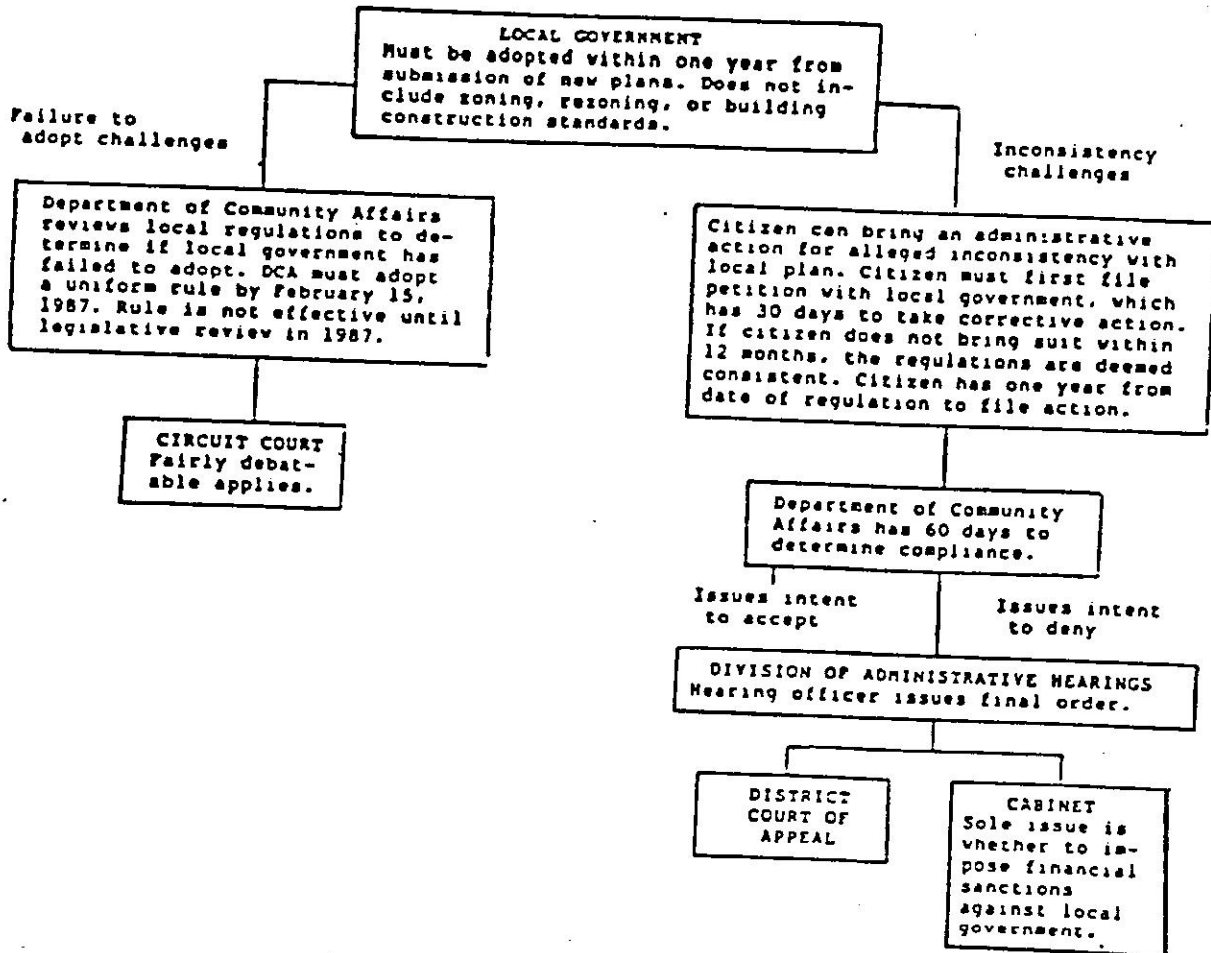 LOCAL GOVERNMENT
Must be adopted within one year from
submission of new plans. Does not in-
clude zoning, rezoning, or building
construction standards.
Failure to
adopt challenges
Inconsistency
challenges
Department of Community Affairs
reviews local regulations to de-
termine if local government has
failed to adopt. DCA must adopt
a uniform rule by February 15,
1987. Rule is not effective until
legislative review in 1987.
CIRCUIT COURT
Fairly debat-
able applies.
Citizen can bring an administrative
action for alleged inconsistency with
local plan. Citizen must first file
petition with local government, which
has 30 days to take corrective action.
If citizen does not bring suit within
12 months, the regulations are deemed
consistent. Citizen has one year from
date of regulation to file action.
Department of Community
Affairs has 60 days to
determine compliance.
Issues intent
to accept
Issues intent
to deny
DIVISION OF ADMINISTRATIVE HEARINGS
Hearing officer issues final order.
DISTRICT
COURT OF
APPEAL
CABINET
Sole issue is
whether to im-
pose financial
sanctions
against local
government.